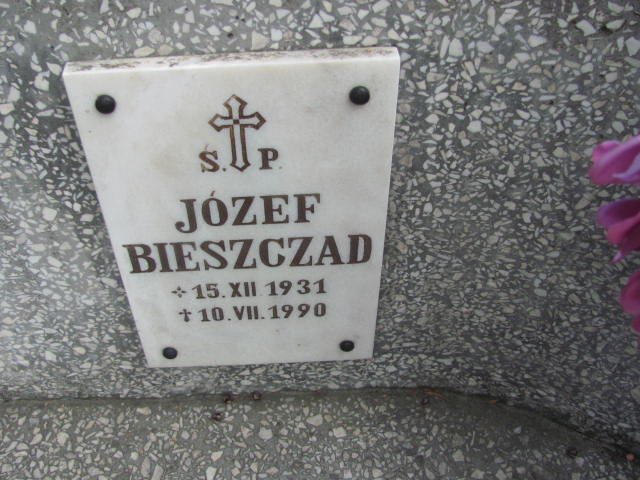 Ś. P.
JÓZEF
BIESZCZAD
✢ 15. XII 1931
✝ 10. VII. 1990